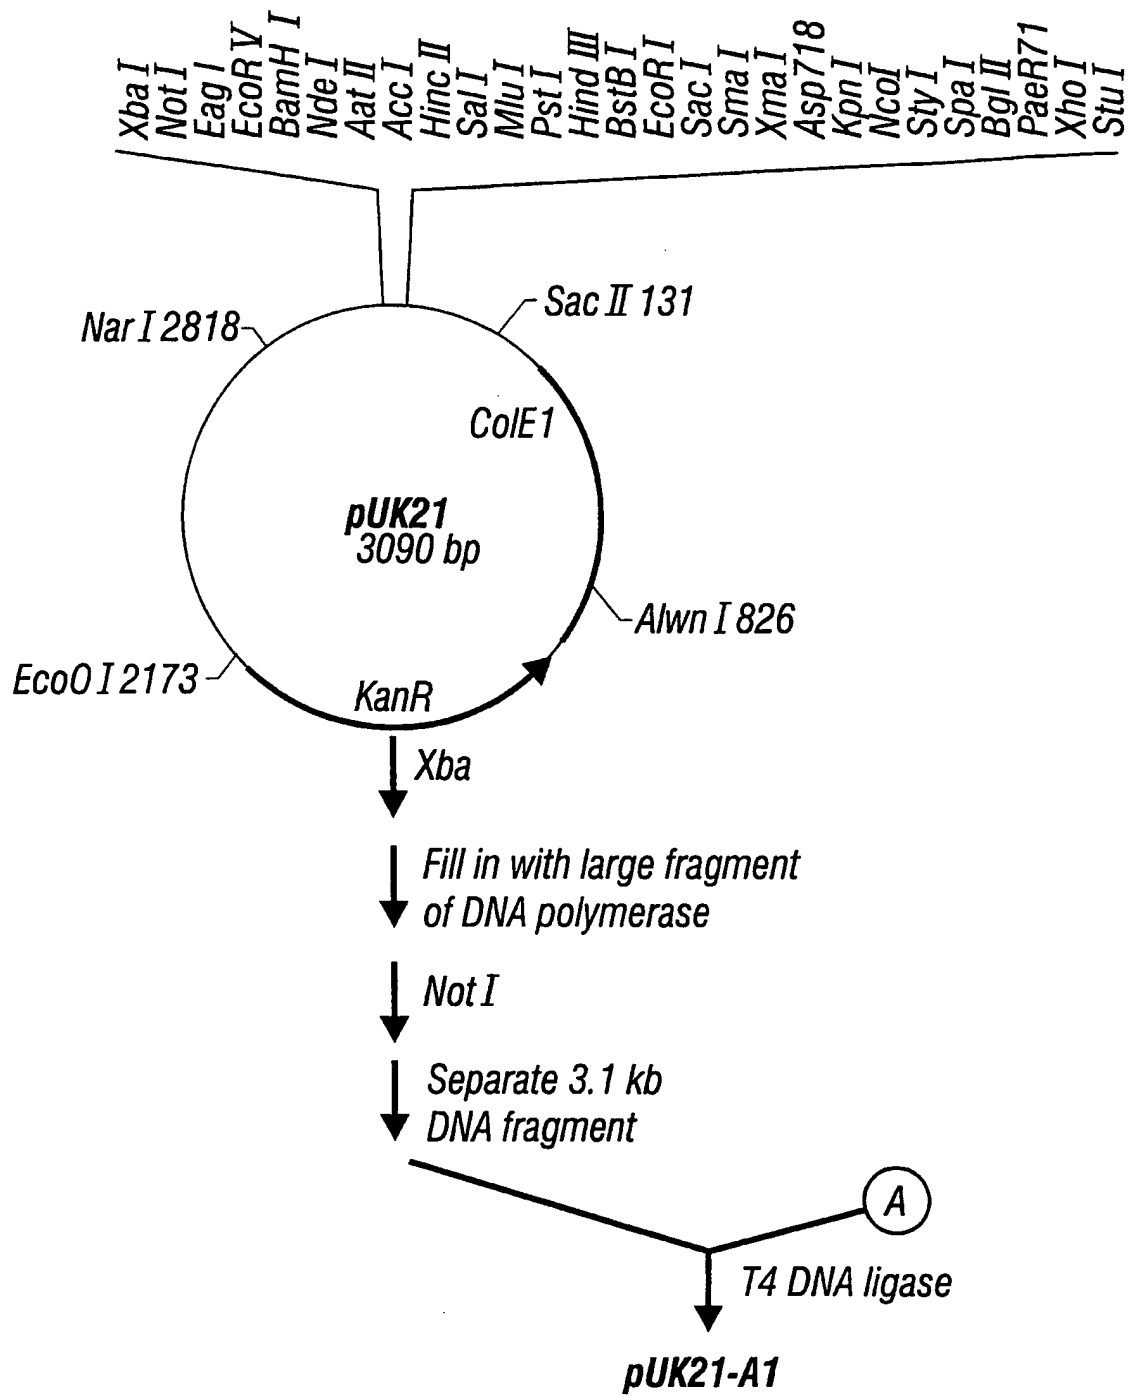 Xba I
Not I
Eag I
EcoR V
BamH I
Nde I
Aat III
Acc I
Hinc II
Sal I
Mlu I
Pst I
Hind III
BstB I
EcoR I
Sac I
Sma I
Xma I
Asp718
Kpn I
NcoI
Sty I
Spa I
Bgl II
PaeR71
Xho I
Stu I
Nar I 2818
Sac II 131
ColE1
pUK21
3090 bp
Alwn I 826
EcoO I 2173
KanR
Xba
Fill in with large fragment
of DNA polymerase
Not I
Separate 3.1 kb
DNA fragment
A
T4 DNA ligase
pUK21-A1